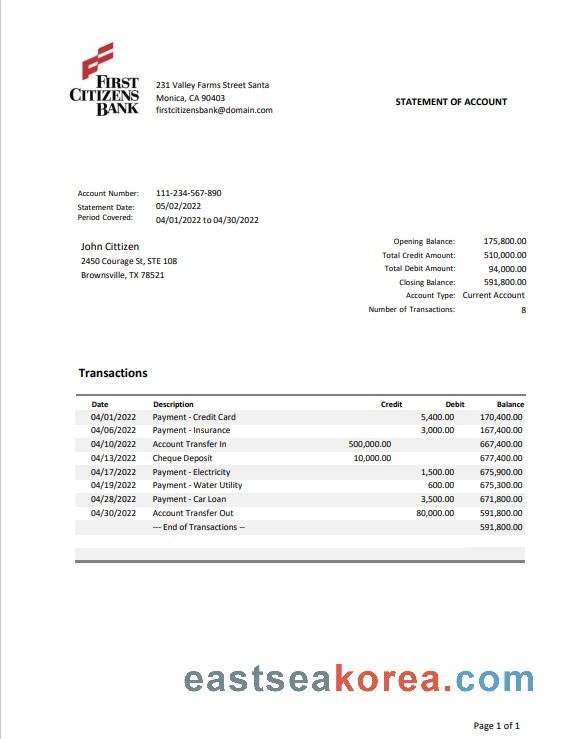 FIRST
CITIZENS
BANK
231 Valley Farms Street Santa
Monica, CA 90403
firstcitizensbank@domain.com
STATEMENT OF ACCOUNT
Account Number: 111-234-567-890
Statement Date: 05/02/2022
Period Covered: 04/01/2022 to 04/30/2022
John Cittizen
2450 Courage St, STE 108
Brownsville, TX 78521
Opening Balance: 175,800.00
Total Credit Amount: 510,000.00
Total Debit Amount: 94,000.00
Closing Balance: 591,800.00
Account Type: Current Account
Number of Transactions: 8
Transactions
Date Description Credit Debit Balance
04/01/2022 Payment - Credit Card 5,400.00 170,400.00
04/06/2022 Payment - Insurance 3,000.00 167,400.00
04/10/2022 Account Transfer In 500,000.00 667,400.00
04/13/2022 Cheque Deposit 10,000.00 677,400.00
04/17/2022 Payment - Electricity 1,500.00 675,900.00
04/19/2022 Payment - Water Utility 600.00 675,300.00
04/28/2022 Payment - Car Loan 3,500.00 671,800.00
04/30/2022 Account Transfer Out 80,000.00 591,800.00
--- End of Transactions -- 591,800.00
eastseakorea.com
Page 1 of 1